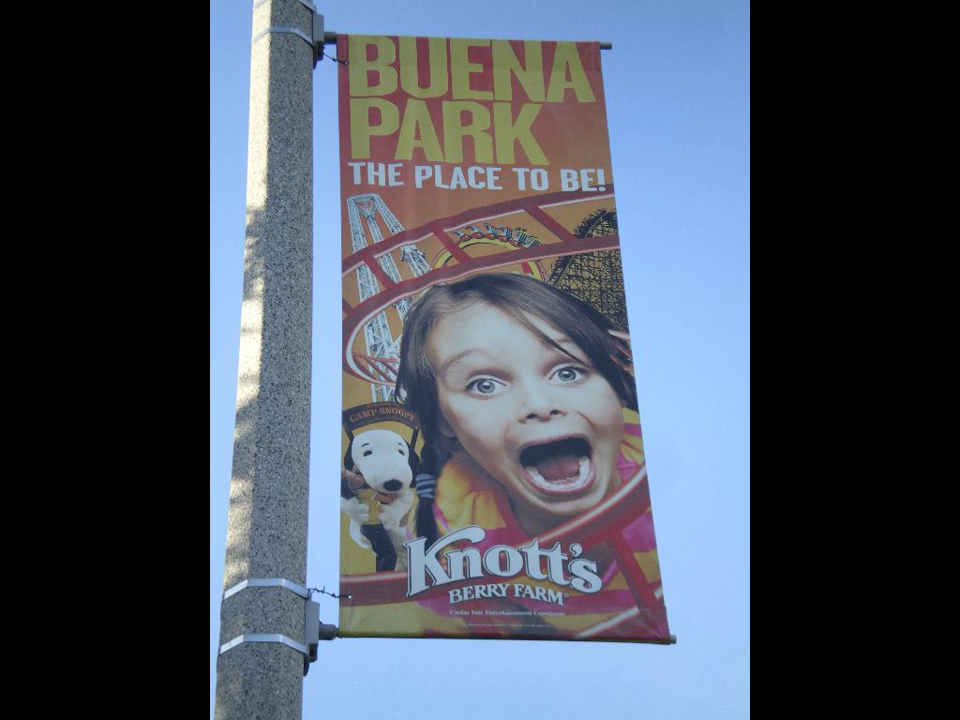 BUENA
PARK
THE PLACE TO BE!
CAMP SNOOPY
Knott's
BERRY FARM®
Cedar Fair Entertainment Company